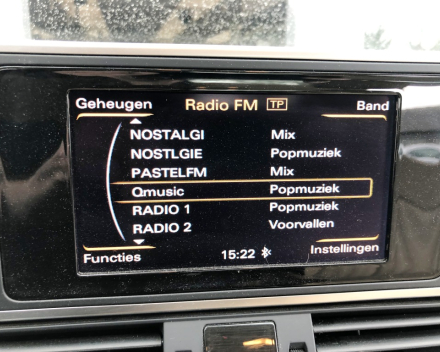 Geheugen Radio FM TP Band
NOSTALGI Mix
NOSTLGIE Popmuziek
PASTELFM Mix
Qmusic Popmuziek
RADIO 1 Popmuziek
RADIO 2 Voorvallen
Functies 15:22 Instellingen